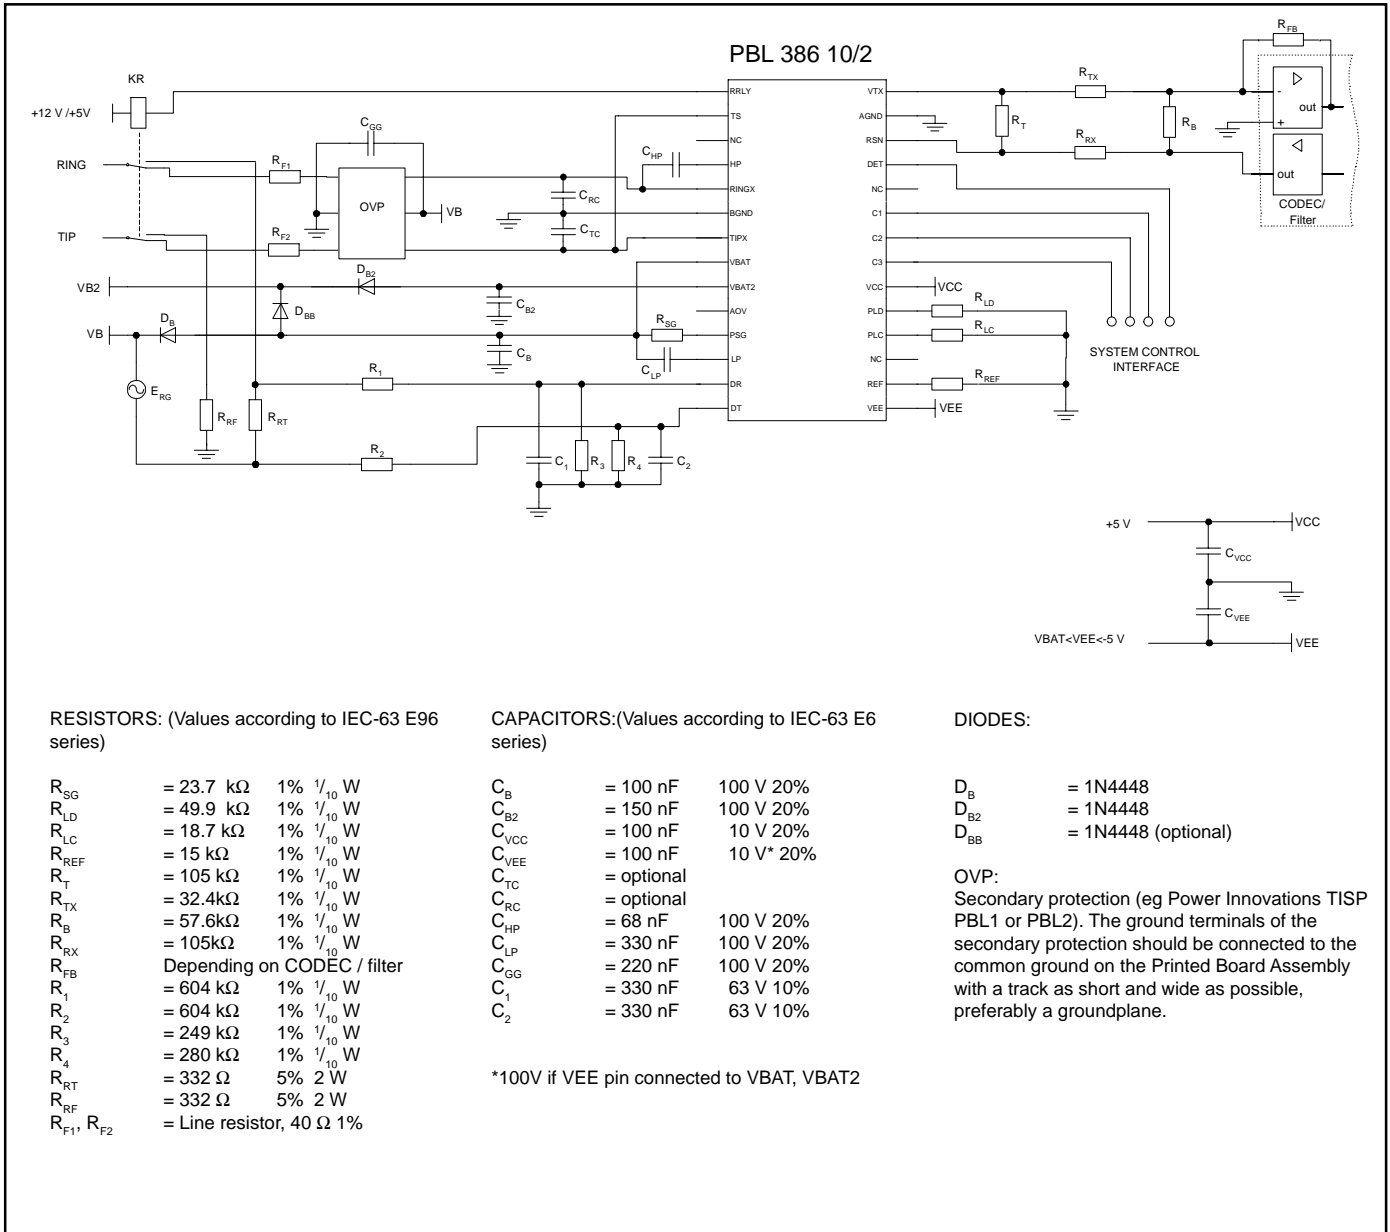 PBL 386 10/2
R_FB
KR
+12 V /+5V
RING
TIP
VB2
VB
C_GG
R_F1
R_F2
OVP
VB
C_HP
C_RC
C_TC
D_B2
D_BB
D_B
C_B2
C_B
R_SG
C_LP
E_RG
R_RF
R_RT
R_1
R_2
C_1
R_3
R_4
C_2
RRLY
TS
NC
HP
RINGX
BGND
TIPX
VBAT
VBAT2
AOV
PSG
LP
DR
DT
VTX
AGND
RSN
DET
NC
C1
C2
C3
VCC
PLD
PLC
NC
REF
VEE
R_TX
R_T
R_RX
R_B
-
out
+
out
CODEC/
Filter
VCC
R_LD
R_LC
R_REF
VEE
SYSTEM CONTROL
INTERFACE
+5 V
VCC
C_VCC
C_VEE
VBAT<VEE<-5 V
VEE
RESISTORS: (Values according to IEC-63 E96
series)
R_SG = 23.7 kΩ 1% 1/10 W
R_LD = 49.9 kΩ 1% 1/10 W
R_LC = 18.7 kΩ 1% 1/10 W
R_REF = 15 kΩ 1% 1/10 W
R_T = 105 kΩ 1% 1/10 W
R_TX = 32.4kΩ 1% 1/10 W
R_B = 57.6kΩ 1% 1/10 W
R_RX = 105kΩ 1% 1/10 W
R_FB Depending on CODEC / filter
R_1 = 604 kΩ 1% 1/10 W
R_2 = 604 kΩ 1% 1/10 W
R_3 = 249 kΩ 1% 1/10 W
R_4 = 280 kΩ 1% 1/10 W
R_RT = 332 Ω 5% 2 W
R_RF = 332 Ω 5% 2 W
R_F1, R_F2 = Line resistor, 40 Ω 1%
CAPACITORS:(Values according to IEC-63 E6
series)
C_B = 100 nF 100 V 20%
C_B2 = 150 nF 100 V 20%
C_VCC = 100 nF 10 V 20%
C_VEE = 100 nF 10 V* 20%
C_TC = optional
C_RC = optional
C_HP = 68 nF 100 V 20%
C_LP = 330 nF 100 V 20%
C_GG = 220 nF 100 V 20%
C_1 = 330 nF 63 V 10%
C_2 = 330 nF 63 V 10%
*100V if VEE pin connected to VBAT, VBAT2
DIODES:
D_B = 1N4448
D_B2 = 1N4448
D_BB = 1N4448 (optional)
OVP:
Secondary protection (eg Power Innovations TISP
PBL1 or PBL2). The ground terminals of the
secondary protection should be connected to the
common ground on the Printed Board Assembly
with a track as short and wide as possible,
preferably a groundplane.